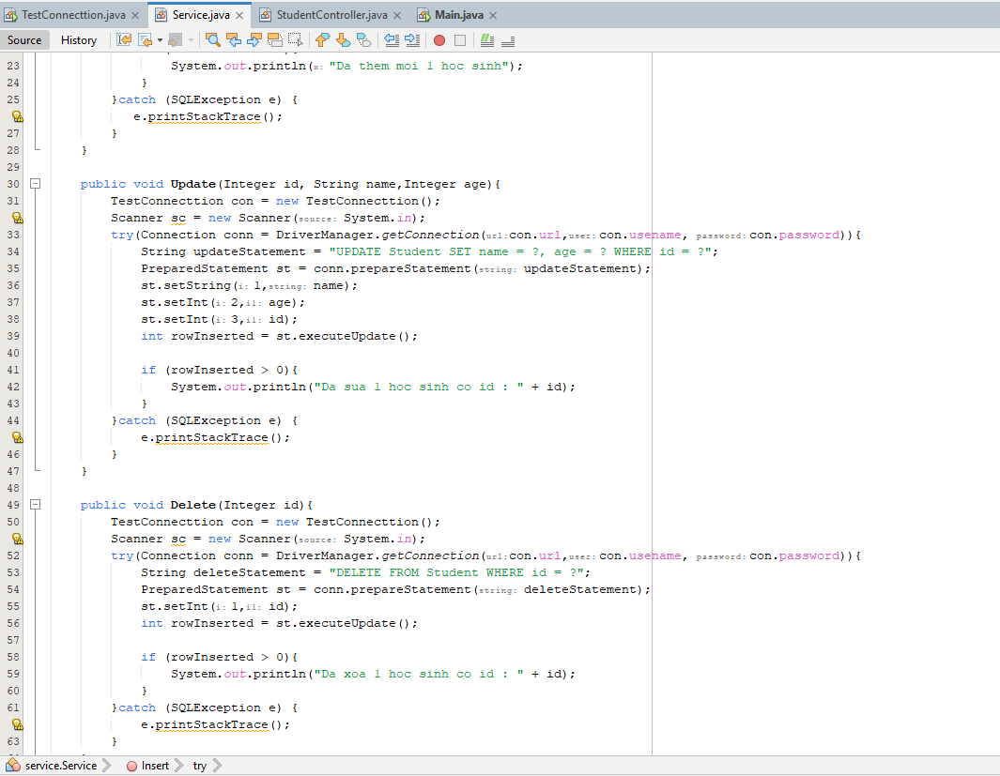 TestConnecttion.java Service.java StudentController.java Main.java
Source History
23 System.out.println(x: "Da them moi 1 hoc sinh");
24 }
25 }catch (SQLException e) {
e.printStackTrace();
27 }
28 }
29
30 public void Update(Integer id, String name,Integer age){
31 TestConnecttion con = new TestConnecttion();
Scanner sc = new Scanner(source: System.in);
33 try(Connection conn = DriverManager.getConnection(url:con.url,user:con.usename, password:con.password)){
34 String updateStatement = "UPDATE Student SET name = ?, age = ? WHERE id = ?";
35 PreparedStatement st = conn.prepareStatement(string: updateStatement);
36 st.setString(i: 1,string: name);
37 st.setInt(i: 2,i1: age);
38 st.setInt(i: 3,i1: id);
39 int rowInserted = st.executeUpdate();
40
41 if (rowInserted > 0){
42 System.out.println("Da sua 1 hoc sinh co id : " + id);
43 }
44 }catch (SQLException e) {
e.printStackTrace();
46 }
47 }
48
49 public void Delete(Integer id){
50 TestConnecttion con = new TestConnecttion();
Scanner sc = new Scanner(source: System.in);
52 try(Connection conn = DriverManager.getConnection(url:con.url,user:con.usename, password:con.password)){
53 String deleteStatement = "DELETE FROM Student WHERE id = ?";
54 PreparedStatement st = conn.prepareStatement(string: deleteStatement);
55 st.setInt(i: 1,i1: id);
56 int rowInserted = st.executeUpdate();
57
58 if (rowInserted > 0){
59 System.out.println("Da xoa 1 hoc sinh co id : " + id);
60 }
61 }catch (SQLException e) {
e.printStackTrace();
63 }
service.Service Insert try